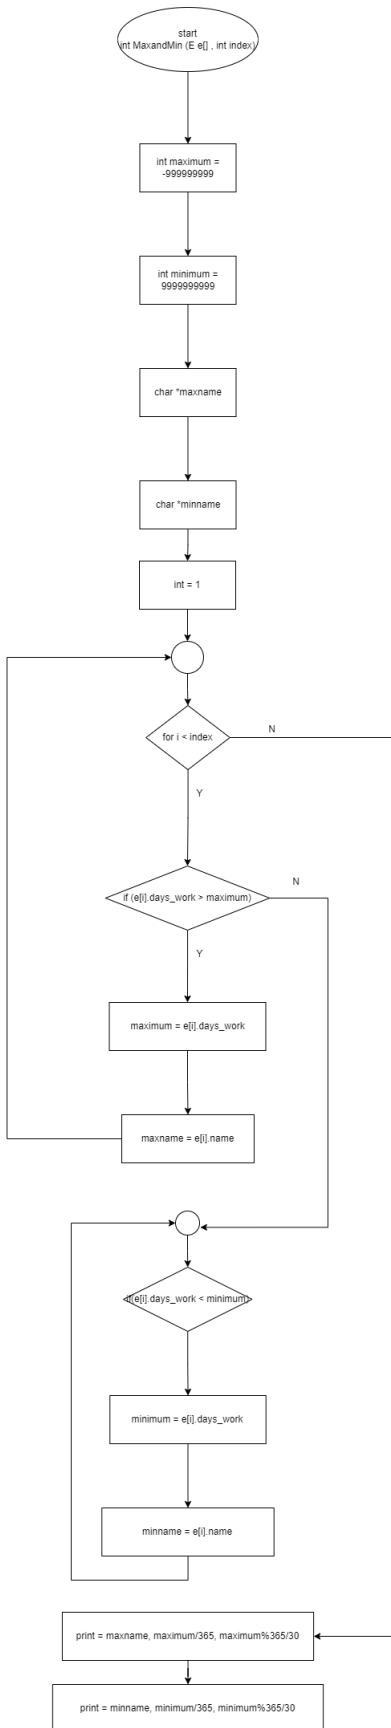 start
int MaxandMin (E e[] , int index)
int maximum =
-999999999
int minimum =
9999999999
char *maxname
char *minname
int = 1
for i < index
N
Y
if (e[i].days_work > maximum)
N
Y
maximum = e[i].days_work
maxname = e[i].name
if(e[i].days_work < minimum)
minimum = e[i].days_work
minname = e[i].name
print = maxname, maximum/365, maximum%365/30
print = minname, minimum/365, minimum%365/30